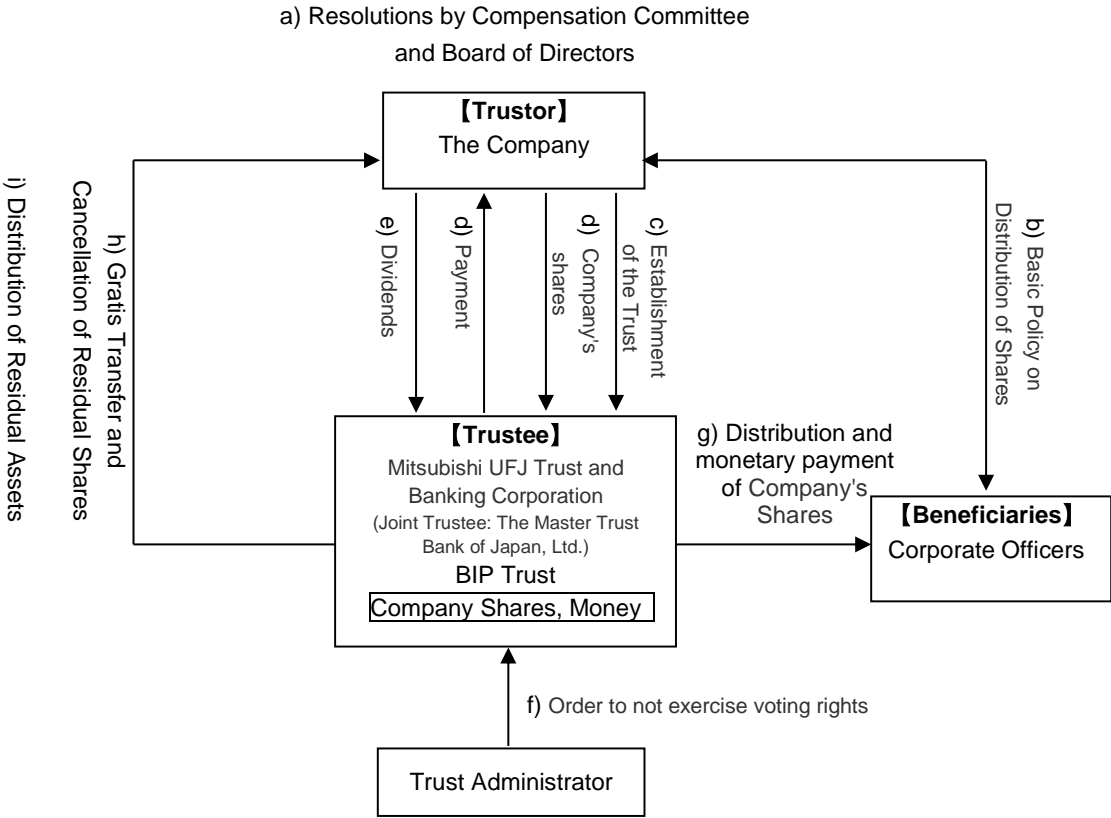 a) Resolutions by Compensation Committee
and Board of Directors
【Trustor】
The Company
i) Distribution of Residual Assets
h) Gratis Transfer and
Cancellation of Residual Shares
e) Dividends
d) Payment
d) Company's
shares
c) Establishment
of the Trust
b) Basic Policy on
Distribution of Shares
【Trustee】
Mitsubishi UFJ Trust and
Banking Corporation
(Joint Trustee: The Master Trust
Bank of Japan, Ltd.)
BIP Trust
Company Shares, Money
g) Distribution and
monetary payment
of Company's
Shares
【Beneficiaries】
Corporate Officers
f) Order to not exercise voting rights
Trust Administrator